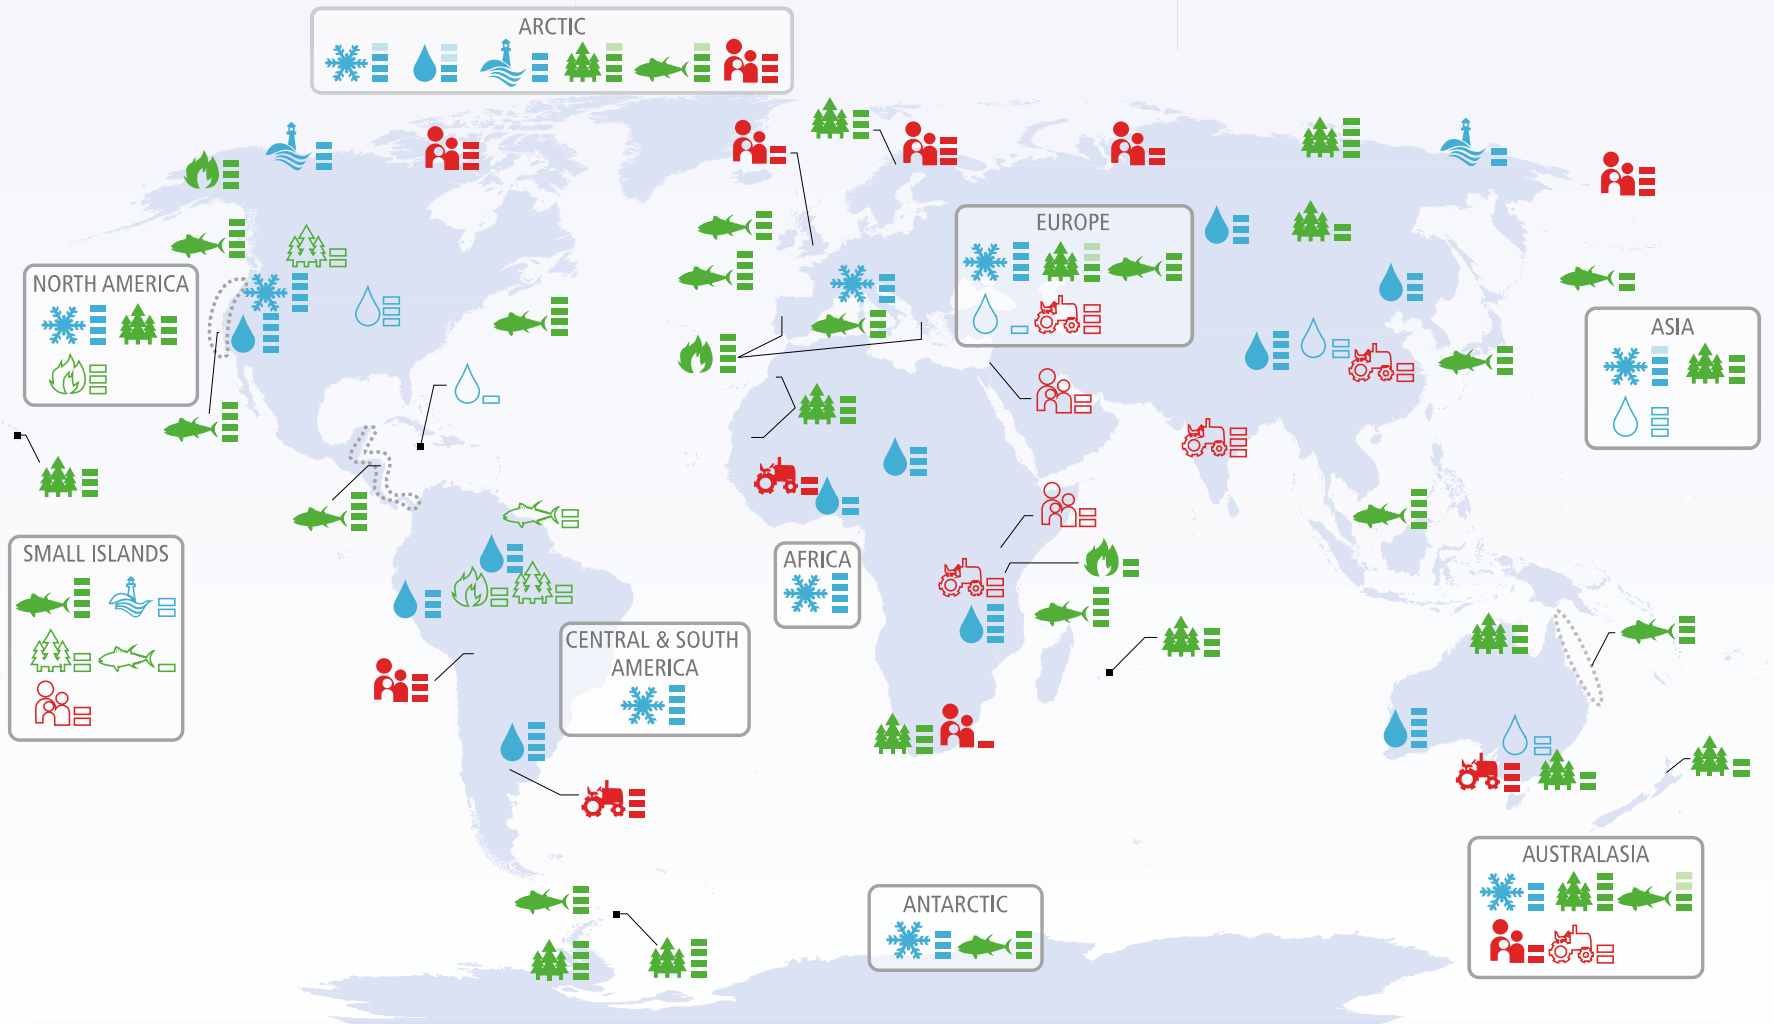 ARCTIC
EUROPE
NORTH AMERICA
ASIA
SMALL ISLANDS
AFRICA
CENTRAL & SOUTH
AMERICA
AUSTRALASIA
ANTARCTIC